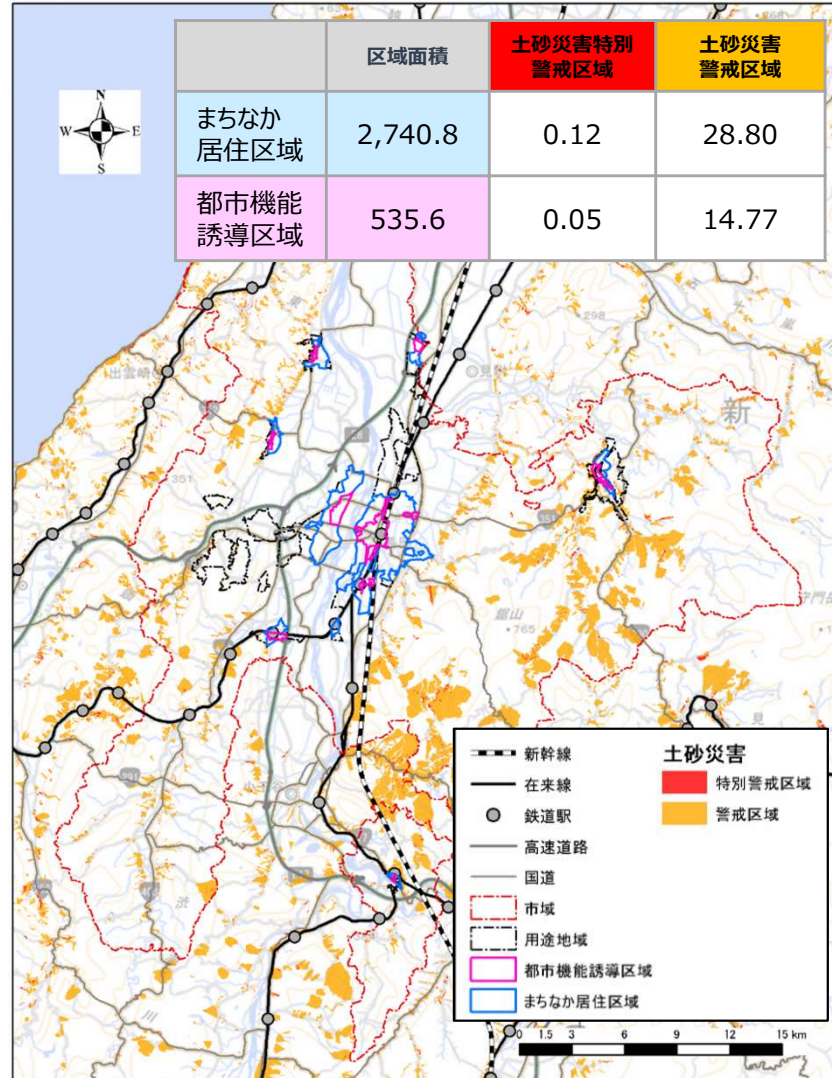 区域面積
土砂災害特別
警戒区域
土砂災害
警戒区域
まちなか
居住区域
2,740.8
0.12
28.80
都市機能
誘導区域
535.6
0.05
14.77
N
W
E
S
・298
出雲崎
新
・351
鋸山
・765
新幹線
在来線
鉄道駅
高速道路
国道
市域
用途地域
都市機能誘導区域
まちなか居住区域
土砂災害
特別警戒区域
警戒区域
0 1.5 3 6 9 12 15 km